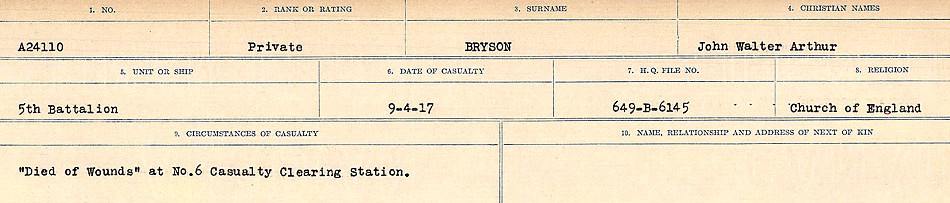 1. NO. 2. RANK OR RATING 3. SURNAME 4. CHRISTIAN NAMES
A24110 Private BRYSON John Walter Arthur
5. UNIT OR SHIP 6. DATE OF CASUALTY 7. H. Q. FILE NO. 8. RELIGION
5th Battalion 9-4-17 649-B-6145 Church of England
9. CIRCUMSTANCES OF CASUALTY 10. NAME, RELATIONSHIP AND ADDRESS OF NEXT OF KIN
"Died of Wounds" at No.6 Casualty Clearing Station.